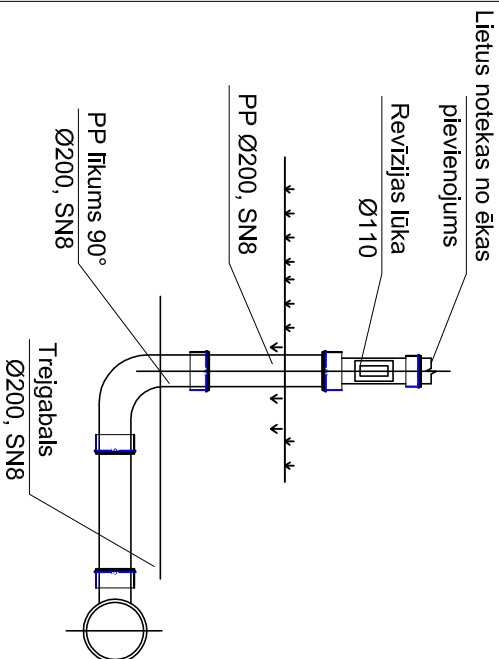 Lietus notekas no ēkas
pievienojums
Revīzijas lūka
Ø110
PP Ø200, SN8
PP līkums 90°
Ø200, SN8
Trejgabals
Ø200, SN8